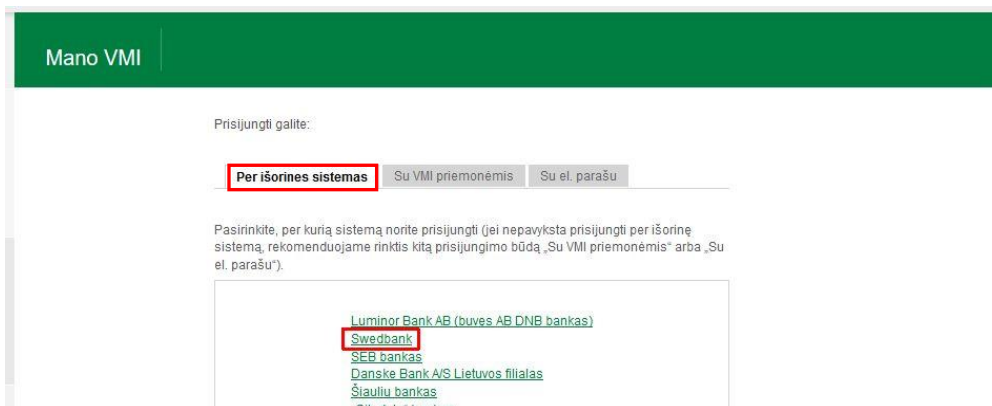 Mano VMI
Prisijungti galite:
Per išorines sistemas Su VMI priemonėmis Su el. parašu
Pasirinkite, per kurią sistemą norite prisijungti (jei nepavyksta prisijungti per išorinę
sistemą, rekomenduojame rinktis kitą prisijungimo būdą „Su VMI priemonėmis“ arba „Su
el. parašu“).
Luminor Bank AB (buvęs AB DNB bankas)
Swedbank
SEB bankas
Danske Bank A/S Lietuvos filialas
Šiaulių bankas